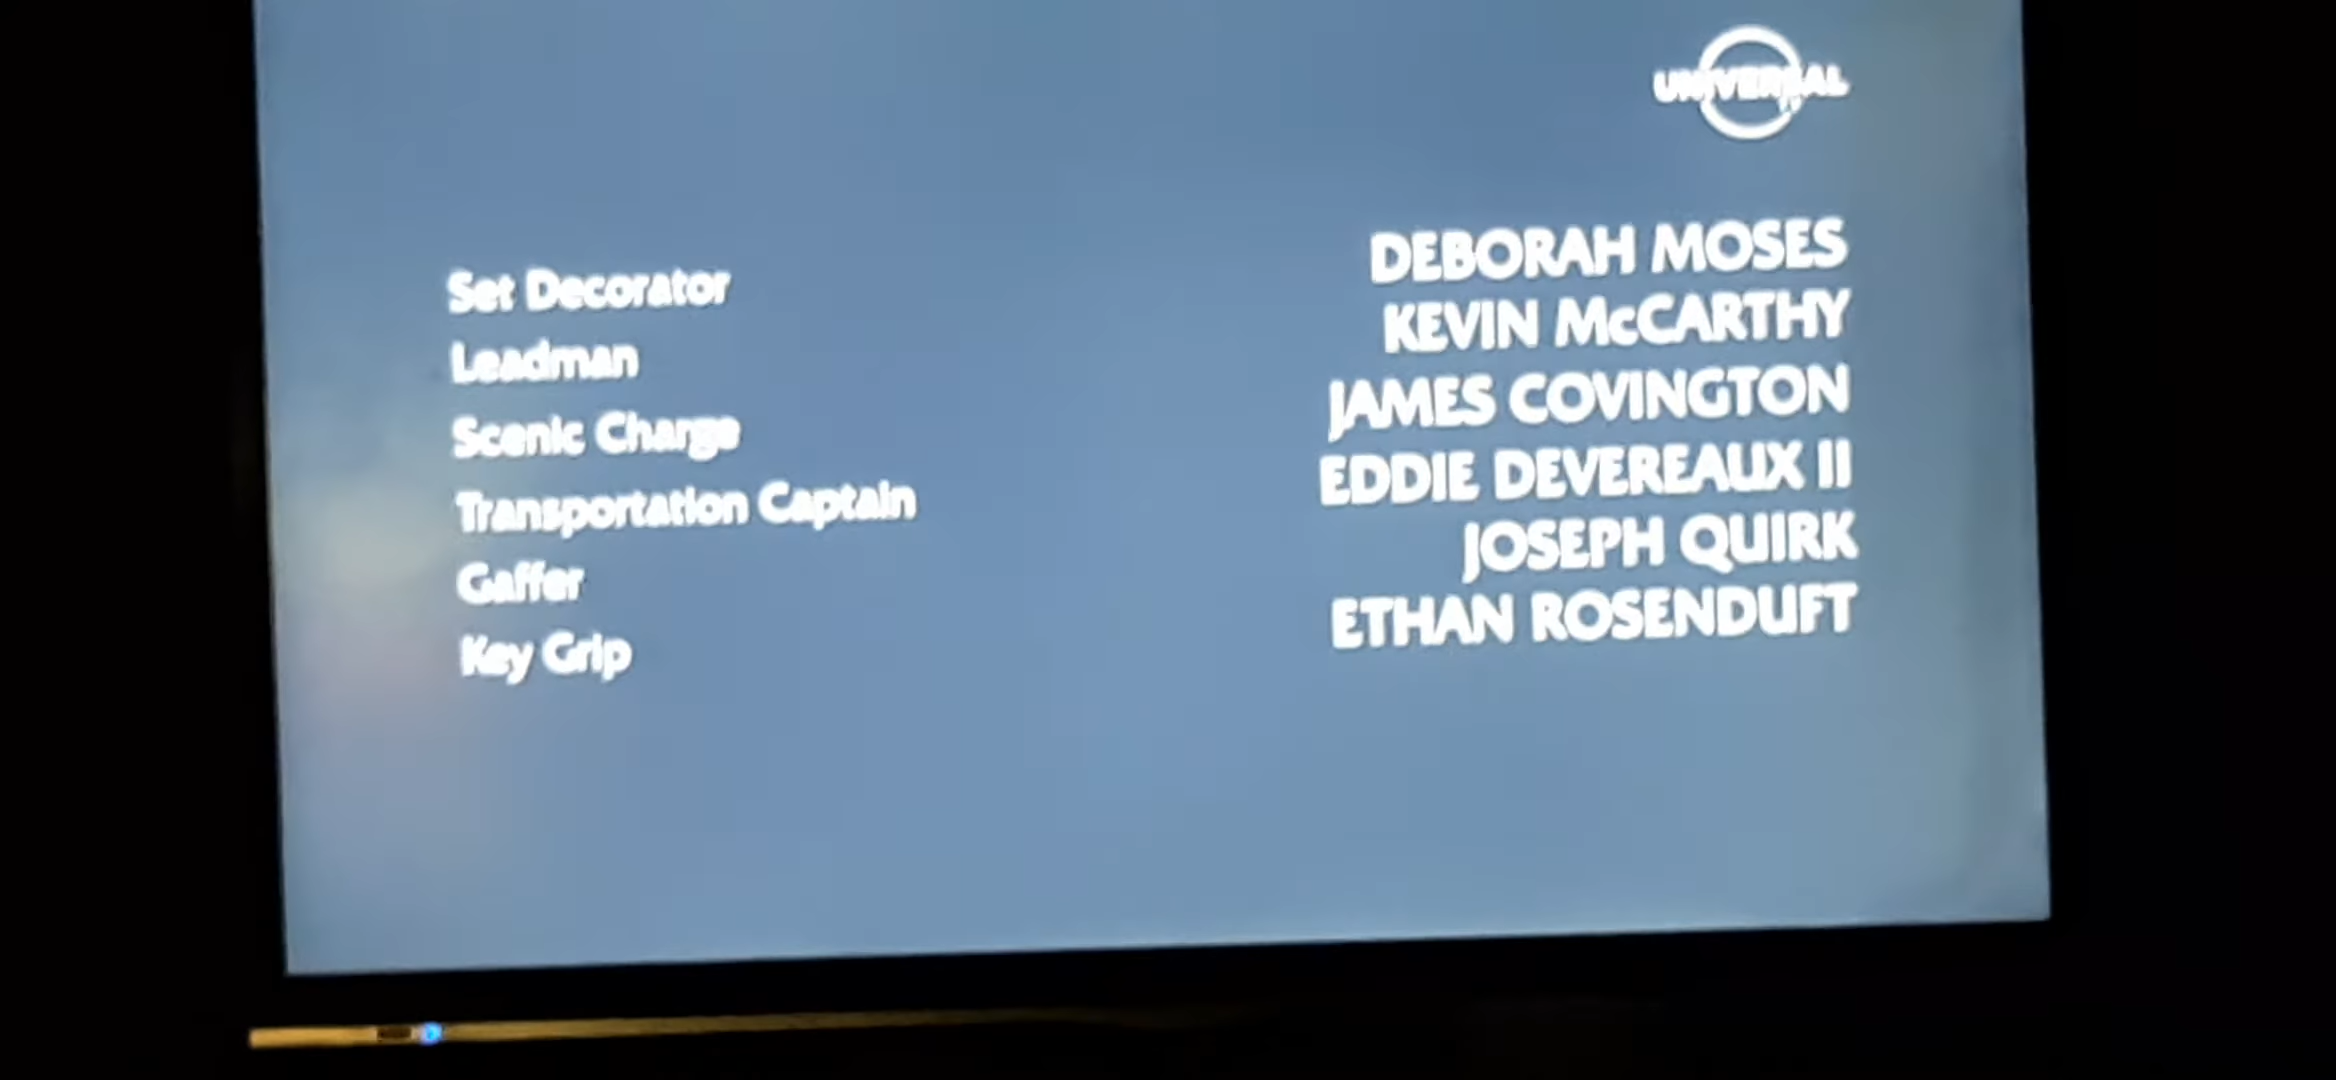 UNIVERSAL
Set Decorator DEBORAH MOSES
Leadman KEVIN McCARTHY
Scenic Charge JAMES COVINGTON
Transportation Captain EDDIE DEVEREAUX II
Gaffer JOSEPH QUIRK
Key Grip ETHAN ROSENDUFT